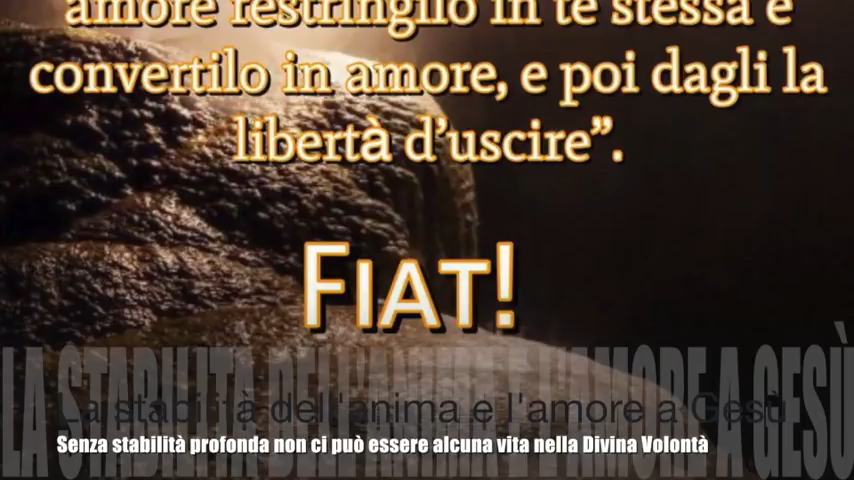 amore restringilo in te stessa e
convertilo in amore, e poi dagli la
libertà d'uscire”.
FIAT!
LA STABILITÀ DELL'ANIMA E L'AMORE A GESÙ
La stabilità dell'anima e l'amore a Gesù
Senza stabilità profonda non ci può essere alcuna vita nella Divina Volontà